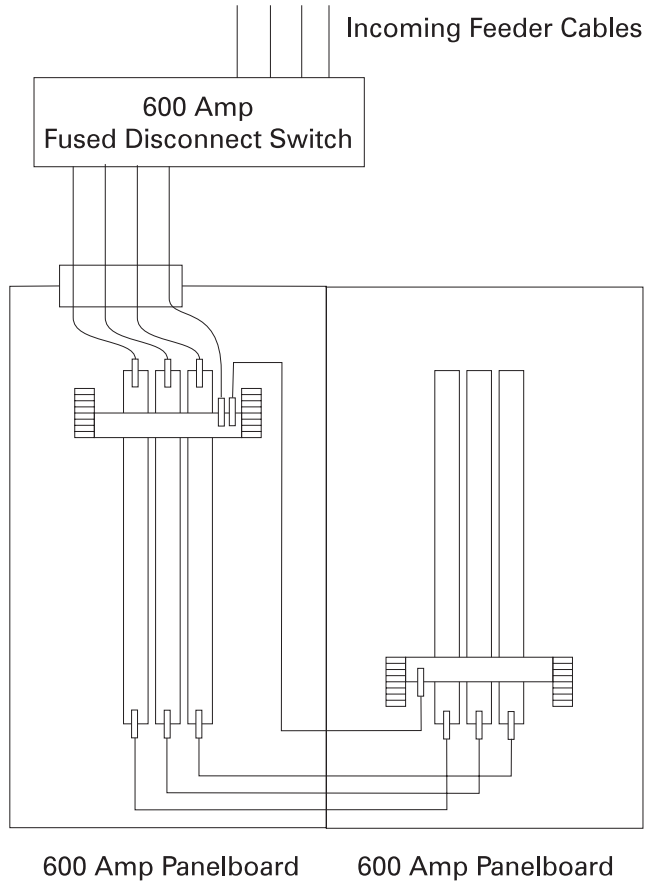 Incoming Feeder Cables
600 Amp
Fused Disconnect Switch
600 Amp Panelboard
600 Amp Panelboard